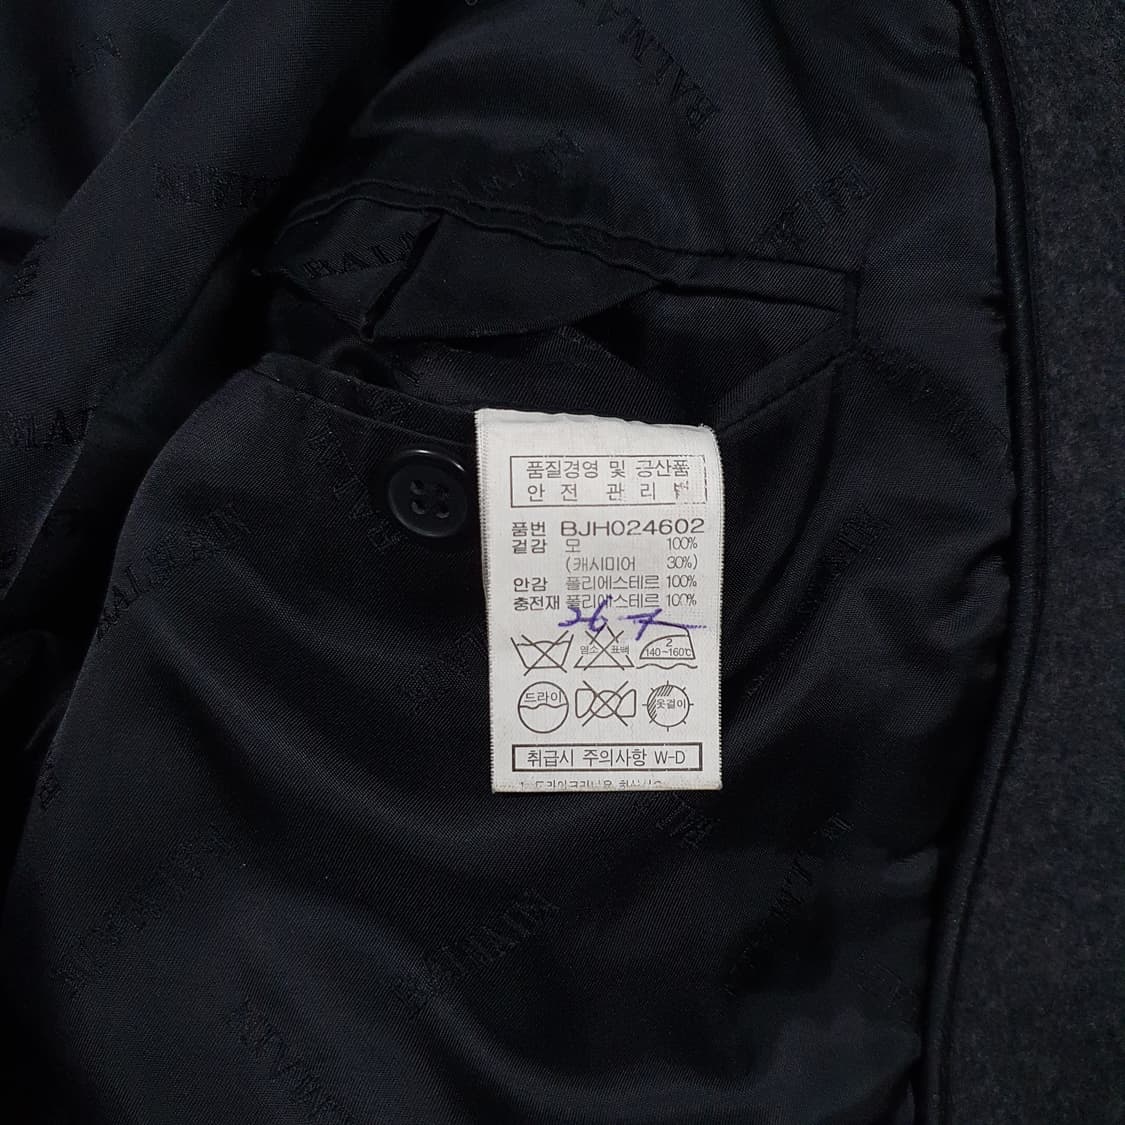 BALMAIN
품질경영 및 공산품
안 전 관 리 법
품번 BJH024602
겉감 모 100%
(캐시미어 30%)
안감 폴리에스테르 100%
충전재 폴리에스테르 100%
염소 표백
2
140~160℃
드라이
옷걸이
취급시 주의사항 W-D